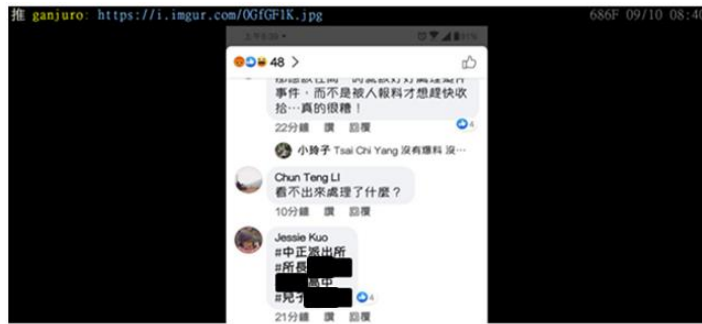 推 ganjuro: https://i.imgur.com/0GfGF1K.jpg 686F 09/10 08:40
48 >
事件,而不是被人報料才想趕快收
拾…真的很糟!
22分鐘 讚 回覆 4
小玲子 Tsai Chi Yang 沒有爆料 沒…
Chun Teng LI
看不出來處理了什麼?
10分鐘 讚 回覆
Jessie Kuo
#中正派出所
#所長
高中
#兒子
4
21分鐘 讚 回覆